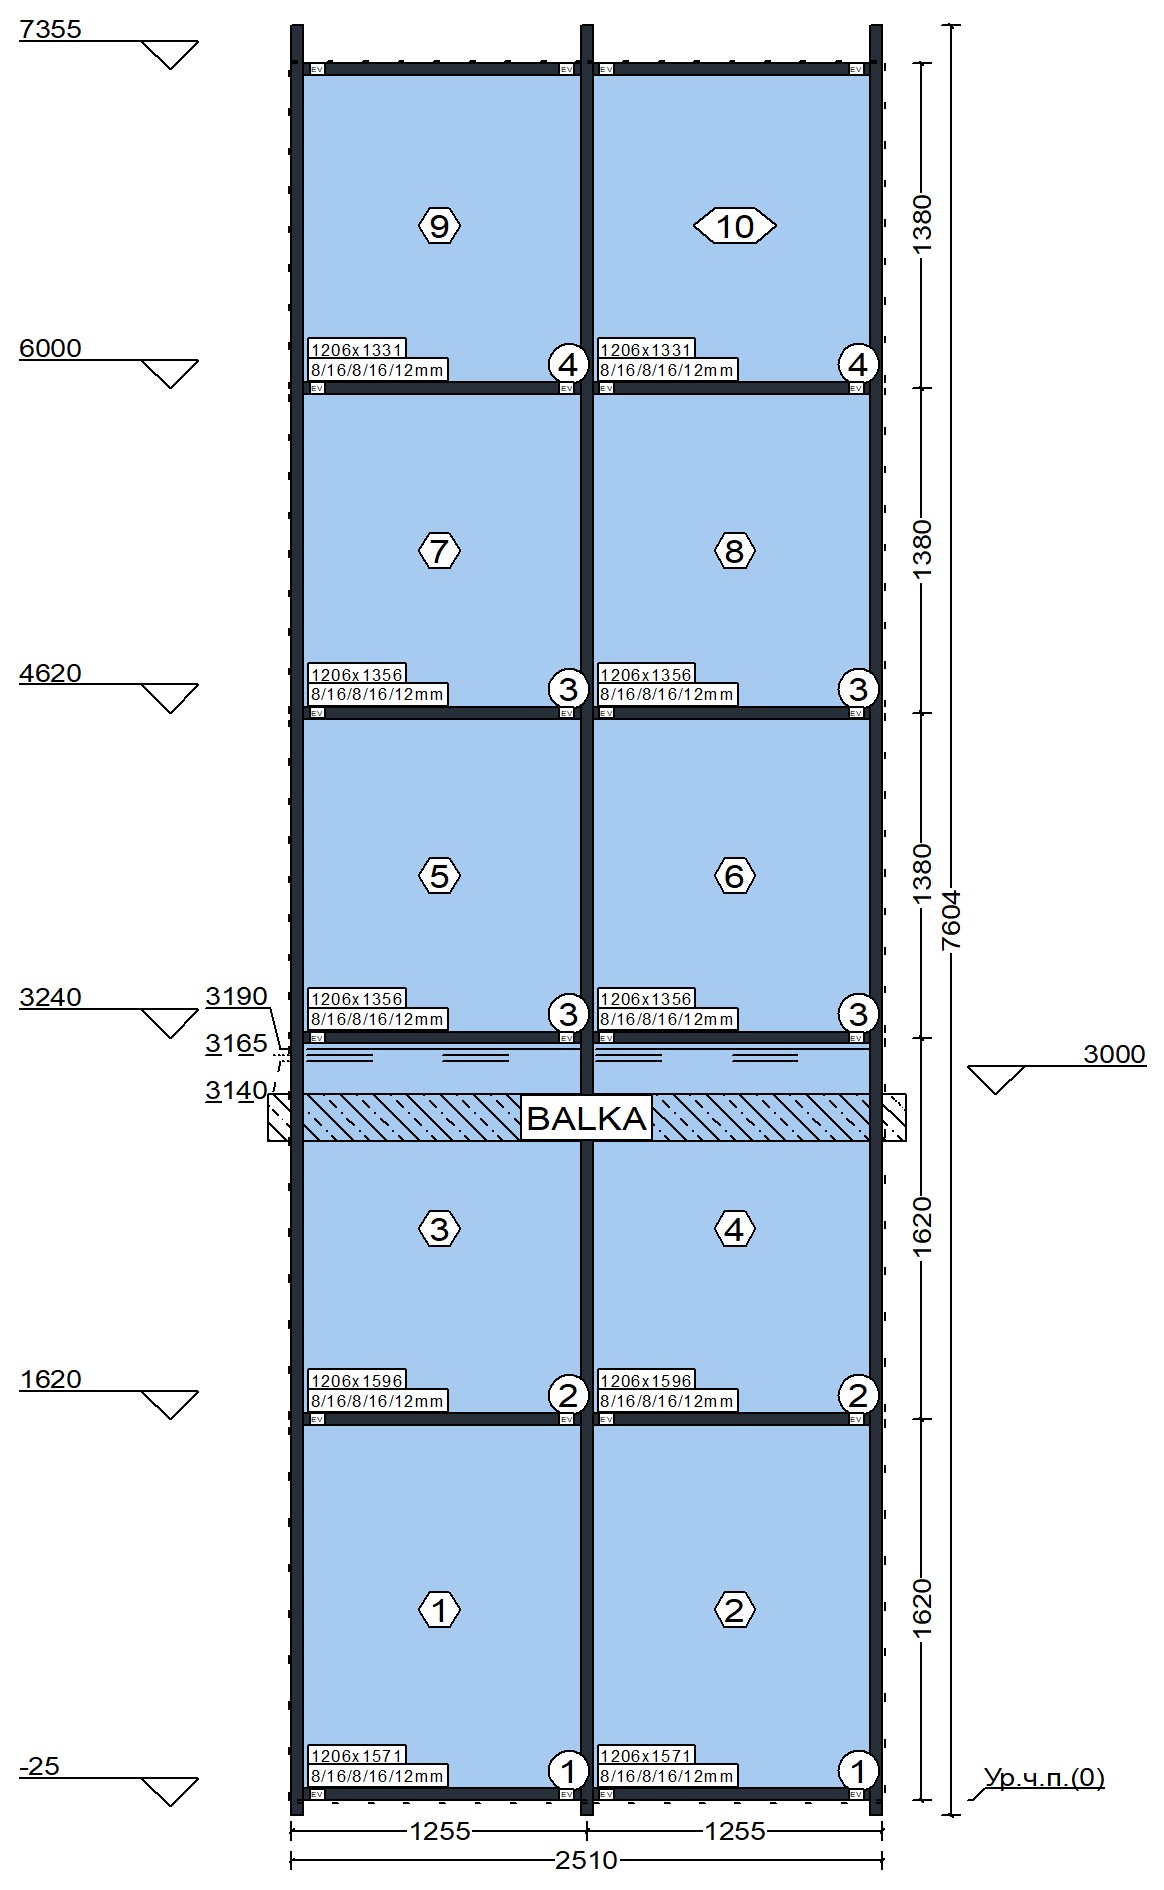 7355
EV EV EV EV
9 10
1380
6000
1206x1331 4 1206x1331 4
8/16/8/16/12mm 8/16/8/16/12mm
EV EV EV EV
7 8
1380
4620
1206x1356 3 1206x1356 3
8/16/8/16/12mm 8/16/8/16/12mm
EV EV EV EV
5 6
1380
7604
3240
3190
1206x1356 3 1206x1356 3
8/16/8/16/12mm 8/16/8/16/12mm
EV EV EV EV
3165
3000
3140
BALKA
3 4
1620
1620
1206x1596 2 1206x1596 2
8/16/8/16/12mm 8/16/8/16/12mm
EV EV EV EV
1 2
1620
-25
1206x1571 1 1206x1571 1
8/16/8/16/12mm 8/16/8/16/12mm
EV EV EV EV
Ур.ч.п.(0)
1255 1255
2510